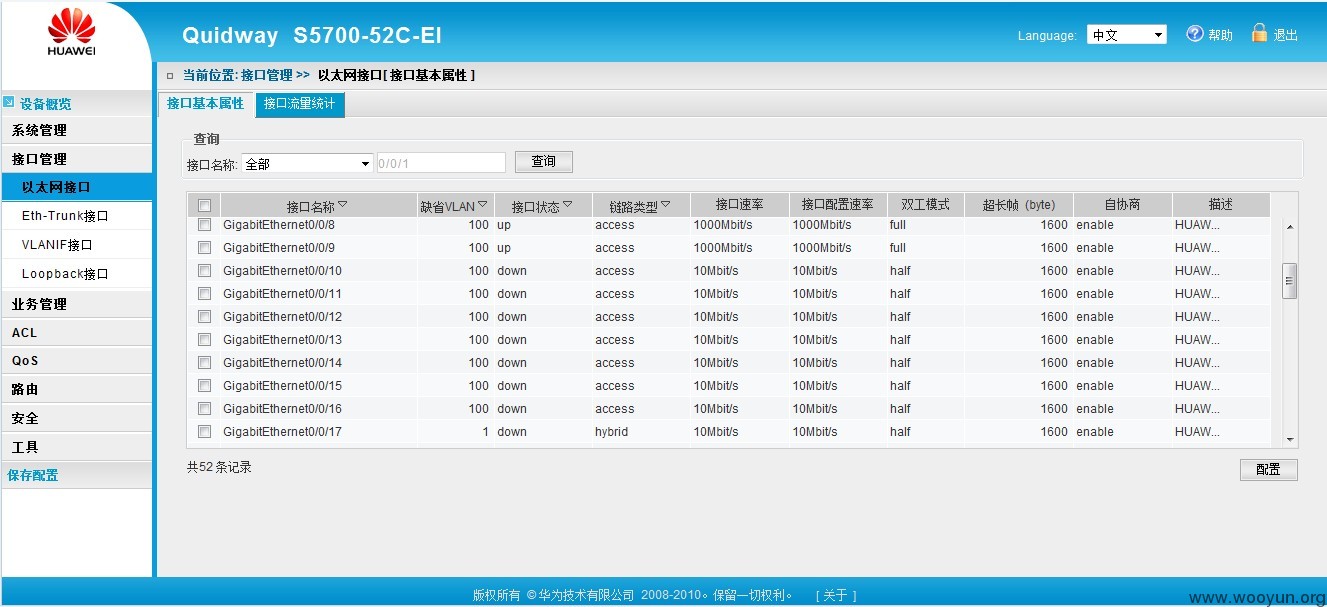 HUAWEI
Quidway S5700-52C-EI
Language: 中文 帮助 退出
当前位置: 接口管理 >> 以太网接口[ 接口基本属性 ]
设备概览
系统管理
接口管理
以太网接口
Eth-Trunk接口
VLANIF接口
Loopback接口
业务管理
ACL
QoS
路由
安全
工具
保存配置
接口基本属性 接口流量统计
查询
接口名称: 全部 0/0/1 查询
接口名称 缺省VLAN 接口状态 链路类型 接口速率 接口配置速率 双工模式 超长帧 (byte) 自协商 描述
GigabitEthernet0/0/8 100 up access 1000Mbit/s 1000Mbit/s full 1600 enable HUAW...
GigabitEthernet0/0/9 100 up access 1000Mbit/s 1000Mbit/s full 1600 enable HUAW...
GigabitEthernet0/0/10 100 down access 10Mbit/s 10Mbit/s half 1600 enable HUAW...
GigabitEthernet0/0/11 100 down access 10Mbit/s 10Mbit/s half 1600 enable HUAW...
GigabitEthernet0/0/12 100 down access 10Mbit/s 10Mbit/s half 1600 enable HUAW...
GigabitEthernet0/0/13 100 down access 10Mbit/s 10Mbit/s half 1600 enable HUAW...
GigabitEthernet0/0/14 100 down access 10Mbit/s 10Mbit/s half 1600 enable HUAW...
GigabitEthernet0/0/15 100 down access 10Mbit/s 10Mbit/s half 1600 enable HUAW...
GigabitEthernet0/0/16 100 down access 10Mbit/s 10Mbit/s half 1600 enable HUAW...
GigabitEthernet0/0/17 1 down hybrid 10Mbit/s 10Mbit/s half 1600 enable HUAW...
共52 条记录
配置
版权所有 ©华为技术有限公司 2008-2010。保留一切权利。 [ 关于 ]
www.wooyun.org